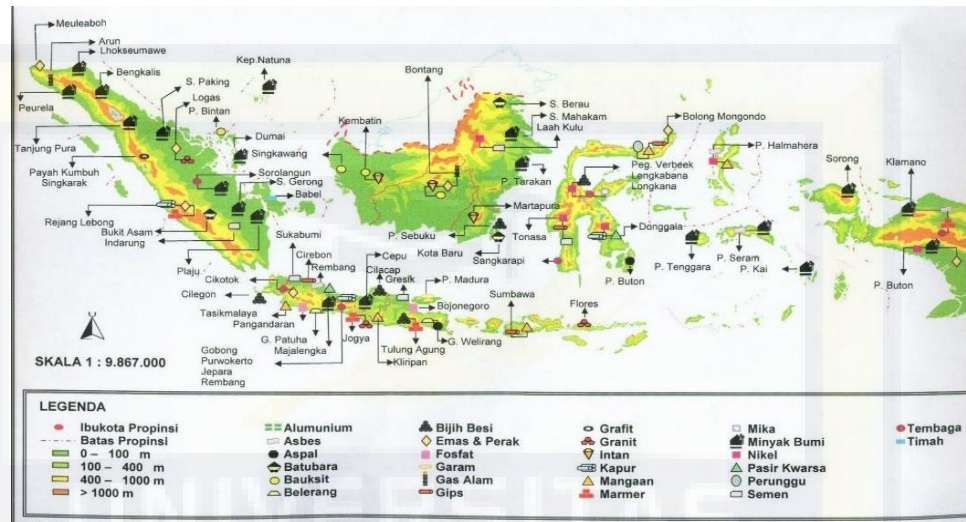 Meuleaboh
Arun
Lhokseumawe
Bengkalis
S. Paking
Logas
P. Bintan
Kep.Natuna
Bontang
Kembatin
S. Berau
S. Mahakam
Laah Kulu
Bolong Mongondo
P. Halmahera
Sorong
Klamano
Peurela
Tanjung Pura
Payah Kumbuh
Singkarak
Dumai
Singkawang
Sorolangun
S. Gerong
Babel
P. Tarakan
Peg. Verbeek
Lengkabana
Longkana
Rejang Lebong
Bukit Asam
Indarung
Plaju
Martapura
P. Sebuku
Kota Baru
Sangkarapi
Tonasa
Donggala
P. Buton
P. Tenggara
P. Seram
P. Kai
P. Buton
Sukabumi
Cirebon
Rembang
Cepu
Cilacap
Gresik
P. Madura
Cikotok
Cilegon
Bojonegoro
Sumbawa
Flores
Tasikmalaya
Pangandaran
G. Patuha
Majalengka
Jogya
Kliripan
Tulung Agung
G. Welirang
Gobong
Purwokerto
Jepara
Rembang
SKALA 1 : 9.867.000
LEGENDA
Ibukota Propinsi
Batas Propinsi
0 – 100 m
100 – 400 m
400 – 1000 m
> 1000 m
Alumunium
Asbes
Aspal
Batubara
Bauksit
Belerang
Bijih Besi
Emas & Perak
Fosfat
Garam
Gas Alam
Gips
Grafit
Granit
Intan
Kapur
Mangaan
Marmer
Mika
Minyak Bumi
Nikel
Pasir Kwarsa
Perunggu
Semen
Tembaga
Timah